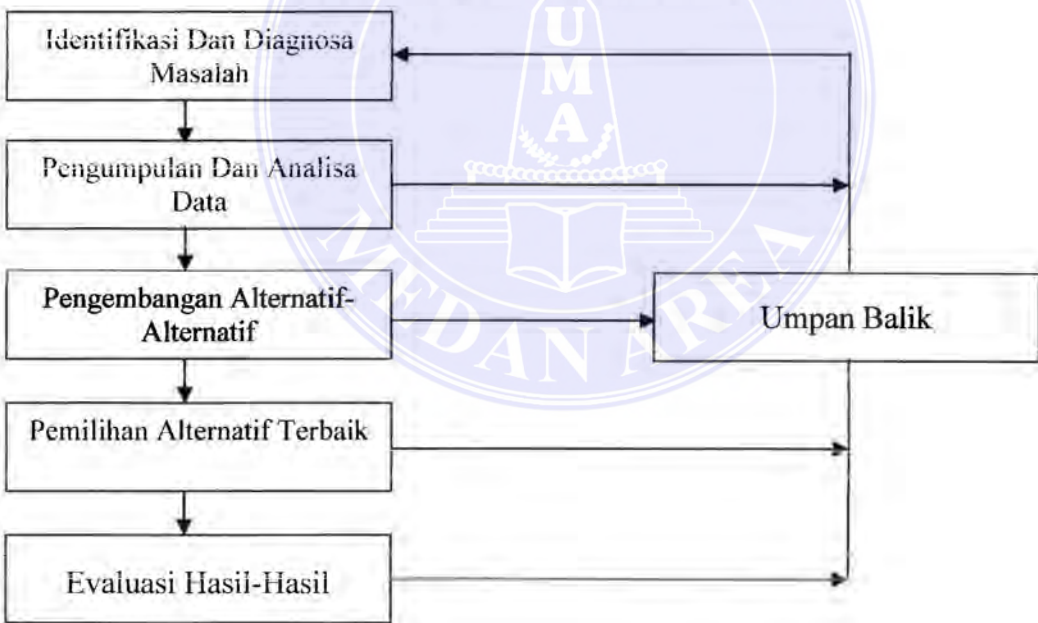 Identifikasi Dan Diagnosa
Masalah
Pengumpulan Dan Analisa
Data
Pengembangan Alternatif-
Alternatif
Umpan Balik
Pemilihan Alternatif Terbaik
Evaluasi Hasil-Hasil
UMA
MEDAN AREA